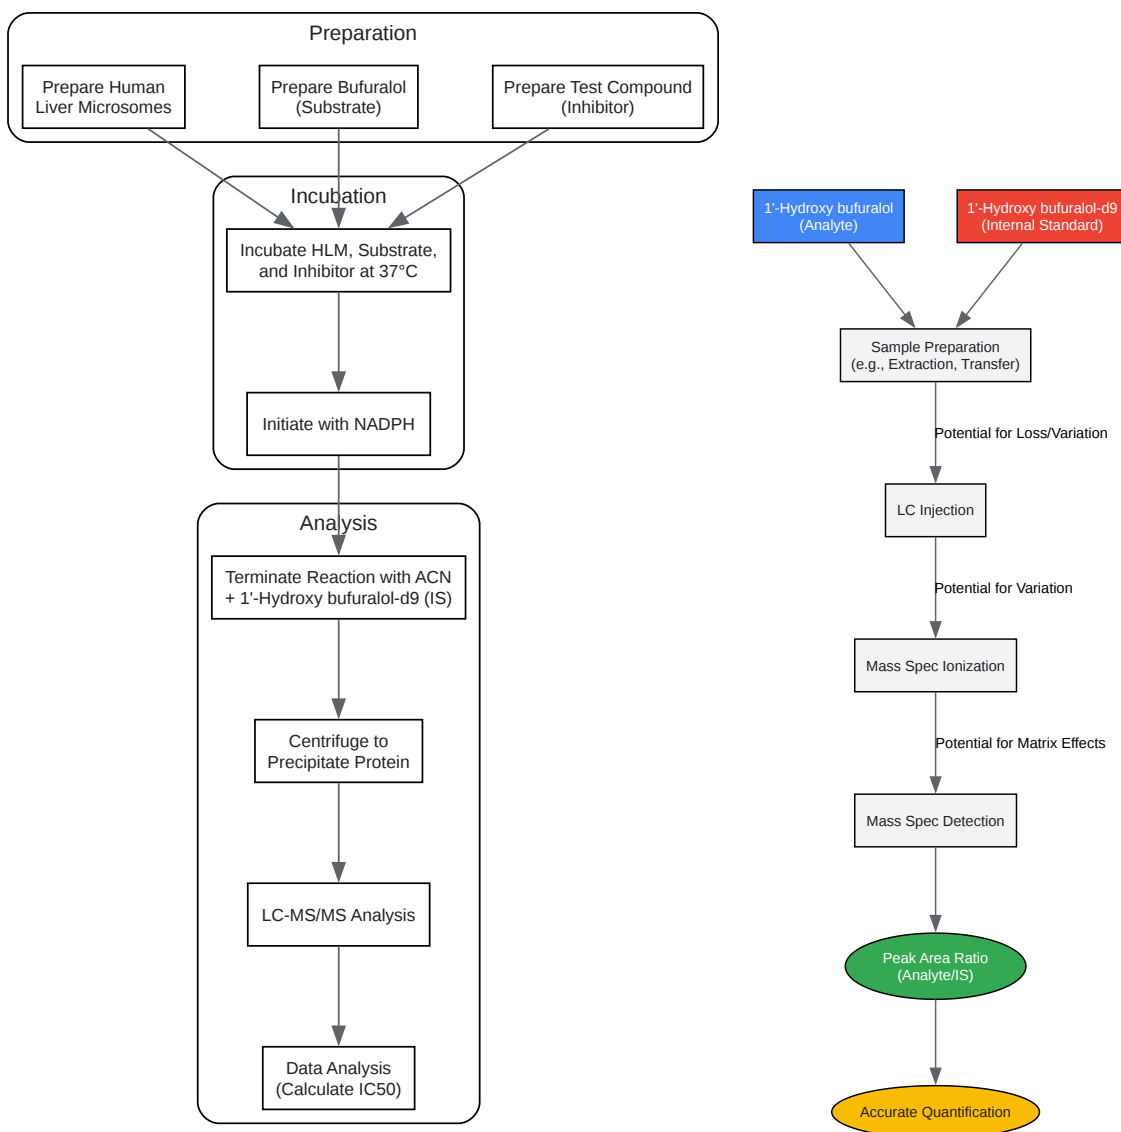 Preparation
Prepare Human
Liver Microsomes
Prepare Bufuralol
(Substrate)
Prepare Test Compound
(Inhibitor)
Incubation
Incubate HLM, Substrate,
and Inhibitor at 37°C
Initiate with NADPH
Analysis
Terminate Reaction with ACN
+ 1'-Hydroxy bufuralol-d9 (IS)
Centrifuge to
Precipitate Protein
LC-MS/MS Analysis
Data Analysis
(Calculate IC50)
1'-Hydroxy bufuralol
(Analyte)
1'-Hydroxy bufuralol-d9
(Internal Standard)
Sample Preparation
(e.g., Extraction, Transfer)
Potential for Loss/Variation
LC Injection
Potential for Variation
Mass Spec Ionization
Potential for Matrix Effects
Mass Spec Detection
Peak Area Ratio
(Analyte/IS)
Accurate Quantification